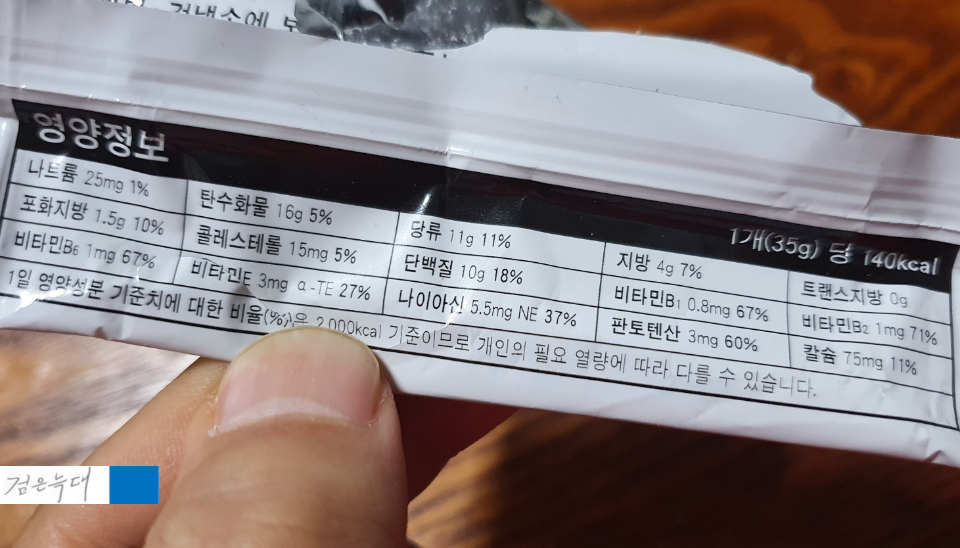 냉장손에 보
영양정보
1개(35g) 당 140kcal
나트륨 25mg 1% 탄수화물 16g 5% 당류 11g 11% 지방 4g 7% 트랜스지방 0g
포화지방 1.5g 10% 콜레스테롤 15mg 5% 단백질 10g 18% 비타민B1 0.8mg 67% 비타민B2 1mg 71%
비타민B6 1mg 67% 비타민E 3mg α-TE 27% 나이아신 5.5mg NE 37% 판토텐산 3mg 60% 칼슘 75mg 11%
1일 영양성분 기준치에 대한 비율(%)은 2,000kcal 기준이므로 개인의 필요 열량에 따라 다를 수 있습니다.
검은늑대